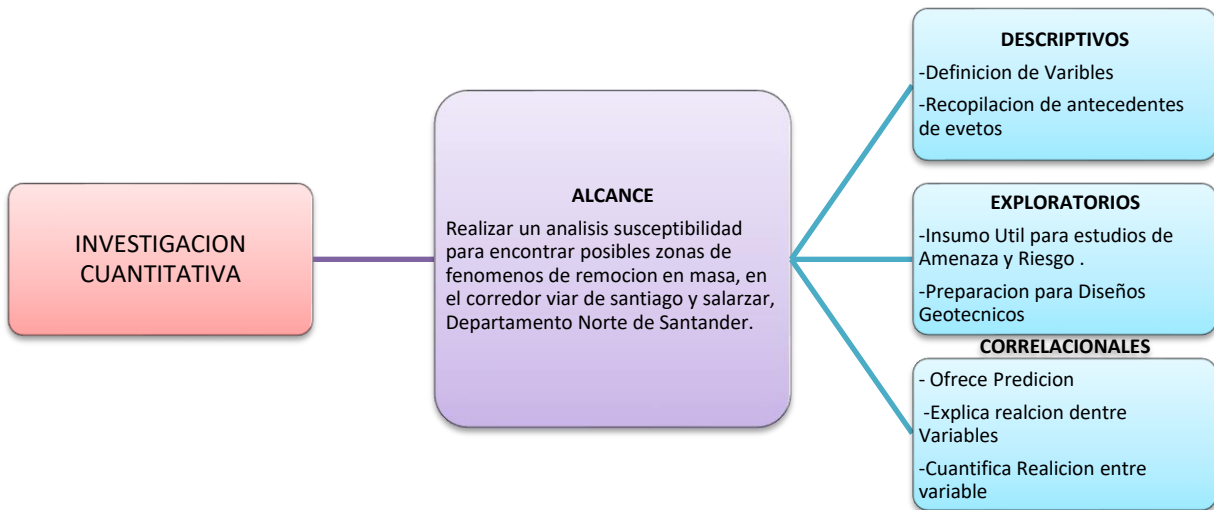 INVESTIGACION
CUANTITATIVA
ALCANCE
Realizar un analisis susceptibilidad
para encontrar posibles zonas de
fenomenos de remocion en masa, en
el corredor viar de santiago y salarzar,
Departamento Norte de Santander.
DESCRIPTIVOS
-Definicion de Varibles
-Recopilacion de antecedentes
de evetos
EXPLORATORIOS
-Insumo Util para estudios de
Amenaza y Riesgo .
-Preparacion para Diseños
Geotecnicos
CORRELACIONALES
- Ofrece Predicion
-Explica realcion dentre
Variables
-Cuantifica Realicion entre
variable